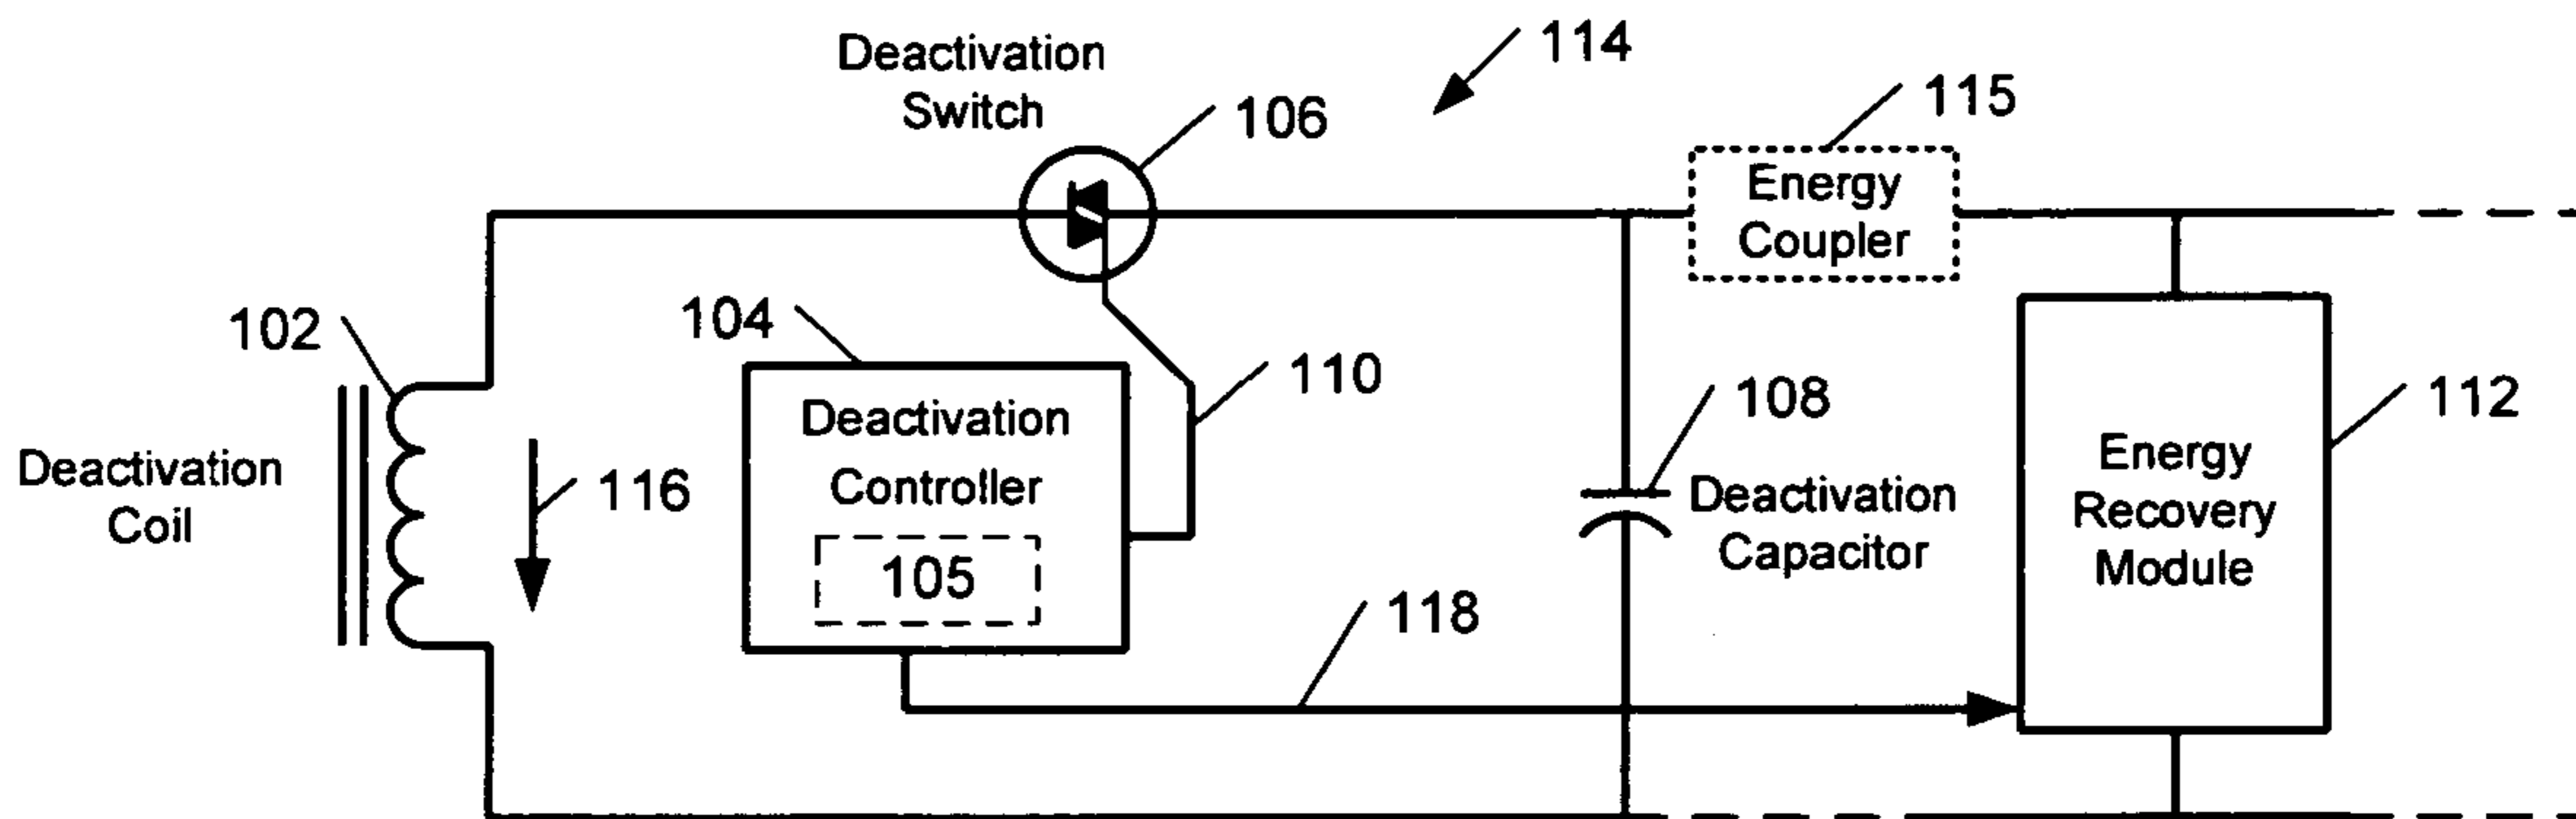 Deactivation
Switch
114
106
115
Energy
Coupler
102
104
110
108
112
Deactivation
Coil
116
Deactivation
Controller
105
Deactivation
Capacitor
Energy
Recovery
Module
118